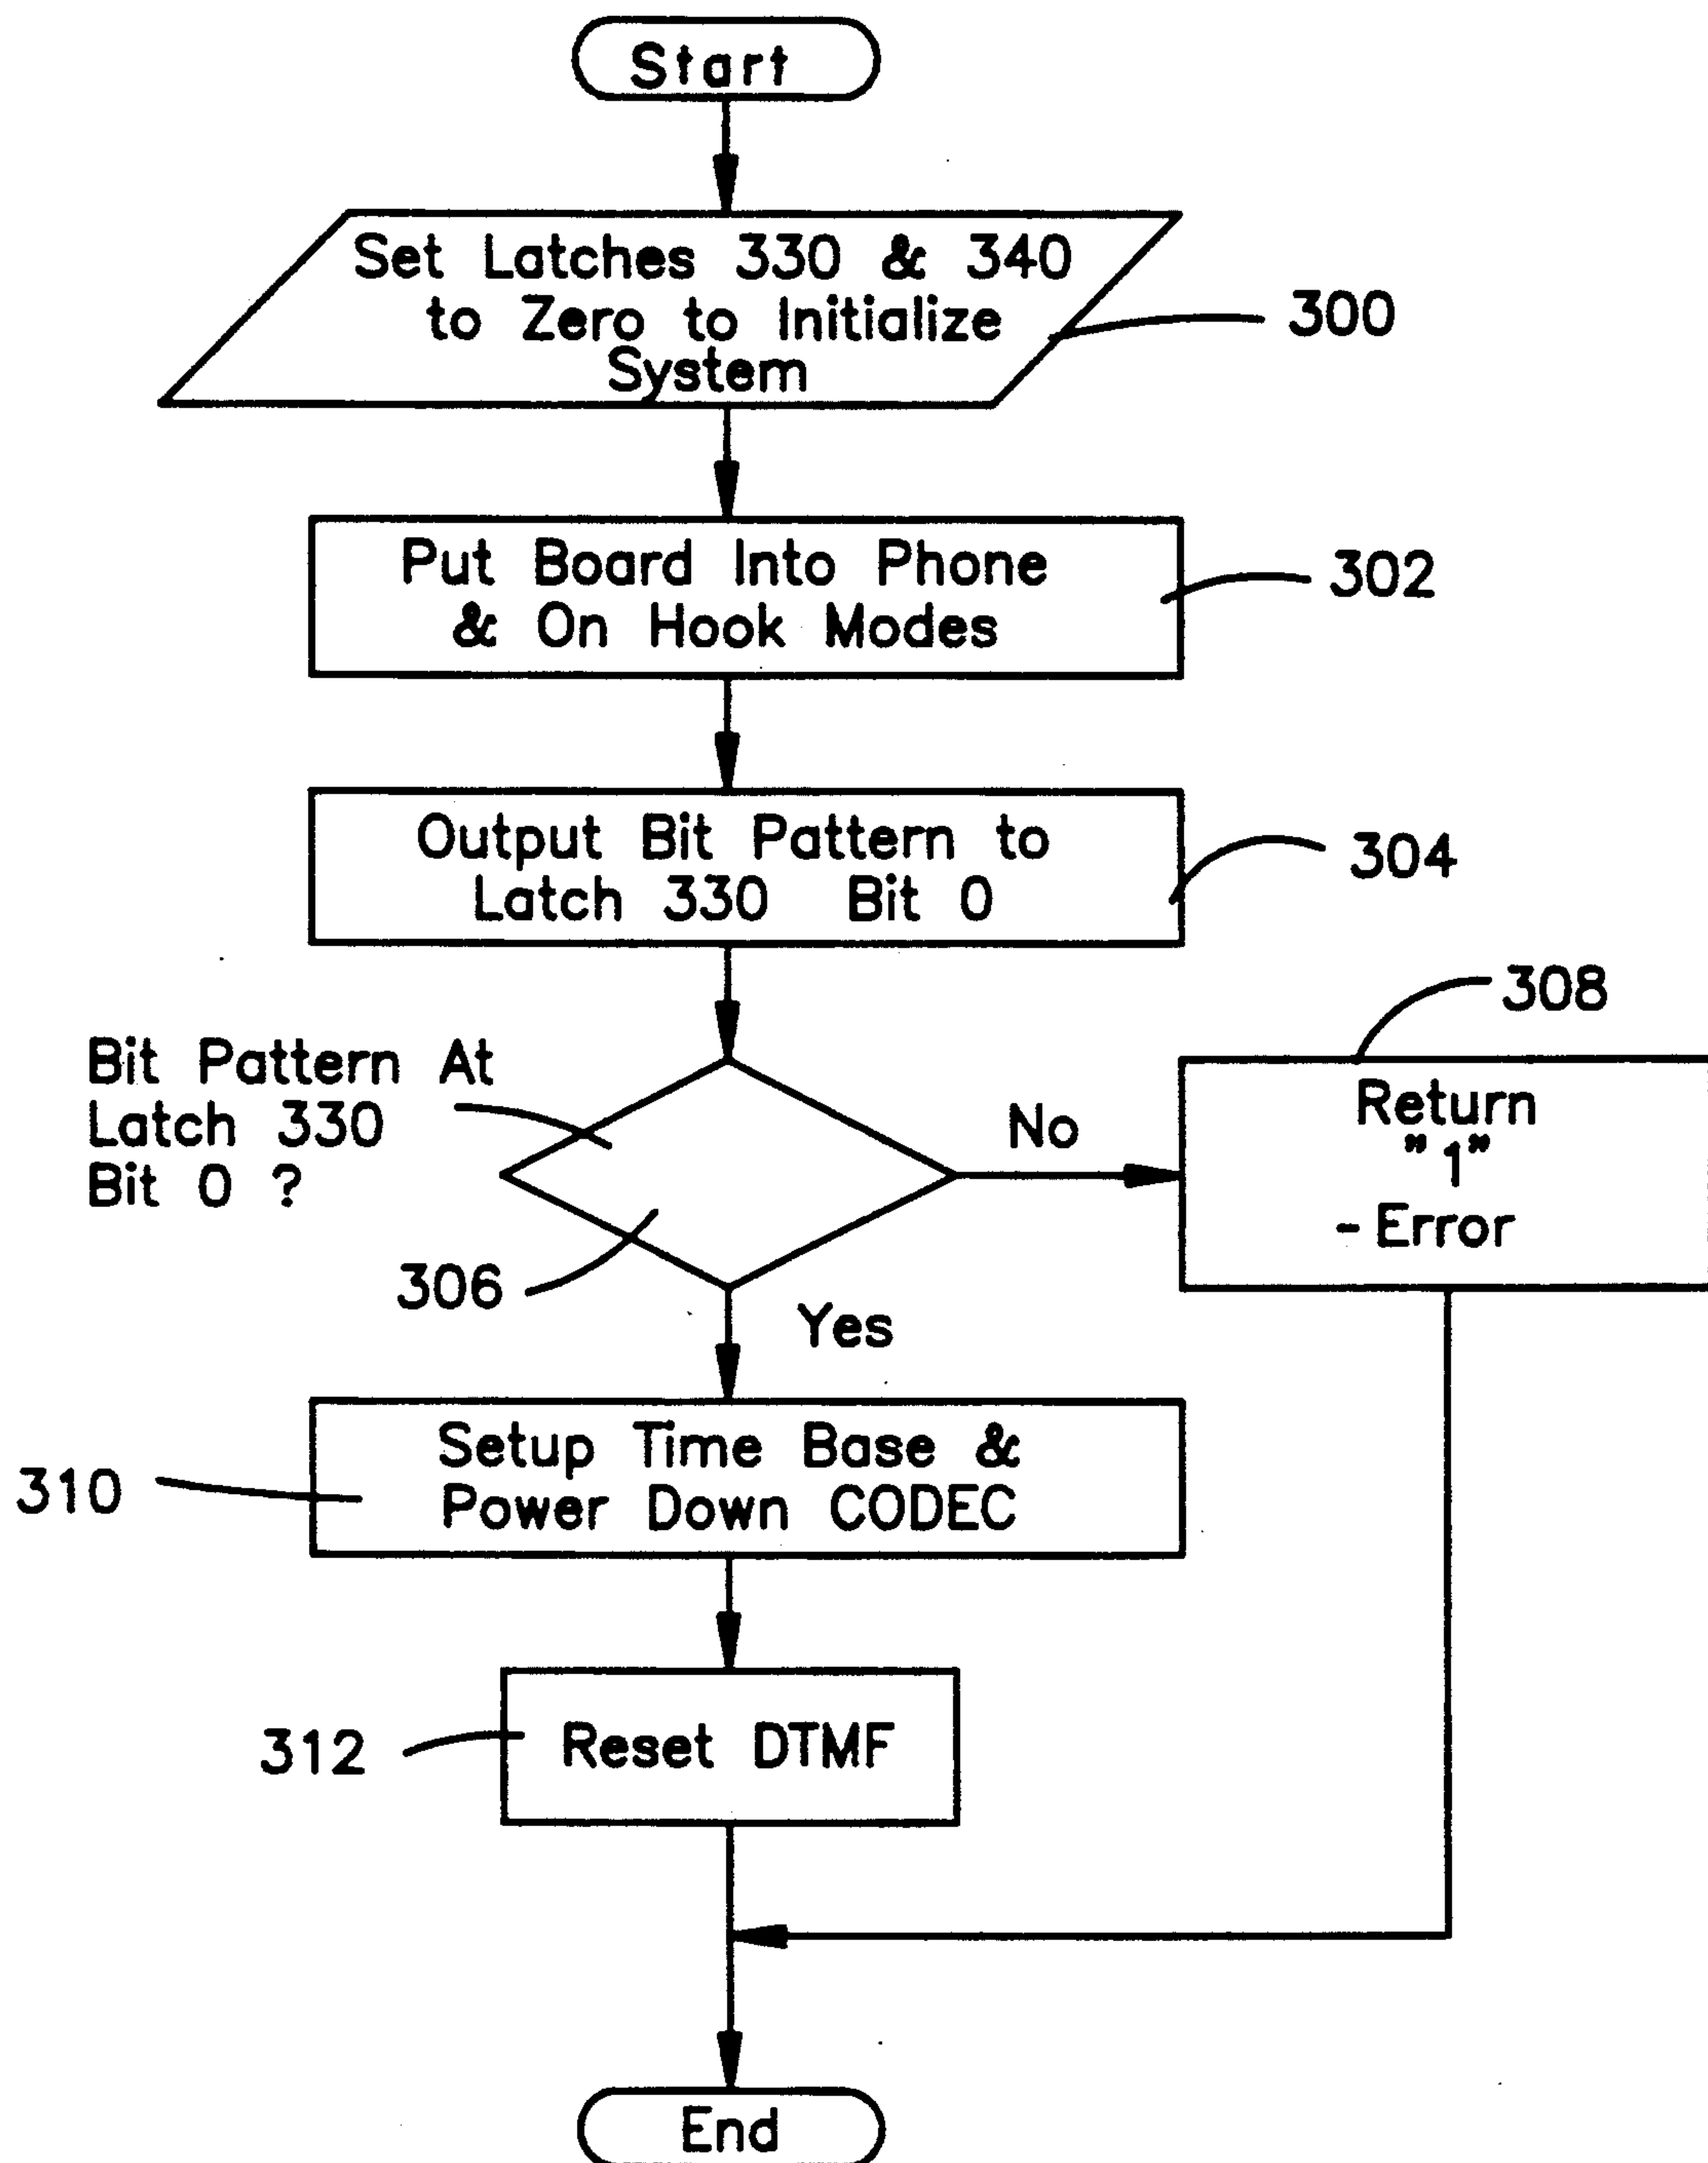 Start
Set Latches 330 & 340
to Zero to Initialize
System
300
Put Board Into Phone
& On Hook Modes
302
Output Bit Pattern to
Latch 330 Bit 0
304
Bit Pattern At
Latch 330
Bit 0 ?
306
No
308
Return
"1"
- Error
Yes
Setup Time Base &
Power Down CODEC
310
Reset DTMF
312
End